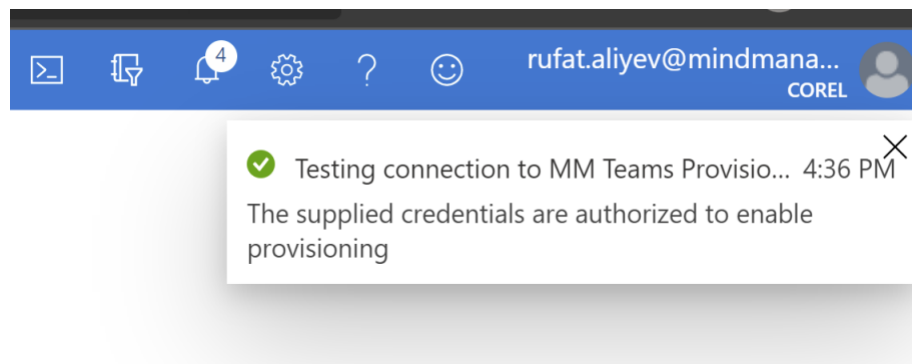 4
rufat.aliyev@mindmana...
COREL
Testing connection to MM Teams Provisio... 4:36 PM
The supplied credentials are authorized to enable
provisioning